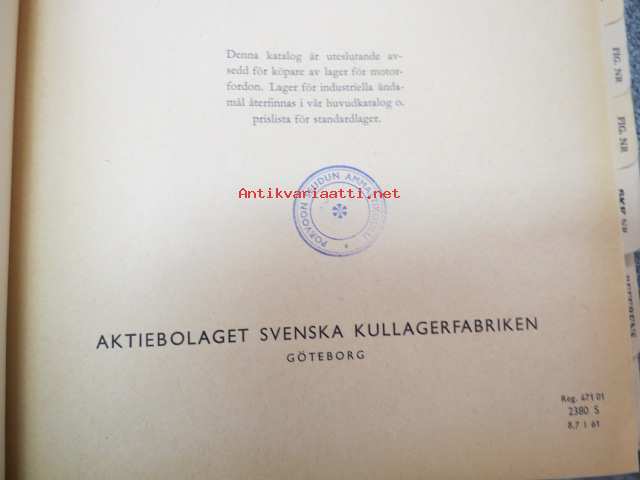 Denna katalog är uteslutande av-
sedd för köpare av lager för motor-
fordon. Lager för industriella ända-
mål återfinnas i vår huvudkatalog o.
prislista för standardlager.
Antikvariaatti.net
AKTIEBOLAGET SVENSKA KULLAGERFABRIKEN
GÖTEBORG
Reg. 471 01
2380 S
8,7 i 61
FIG. NR
FIG. NR